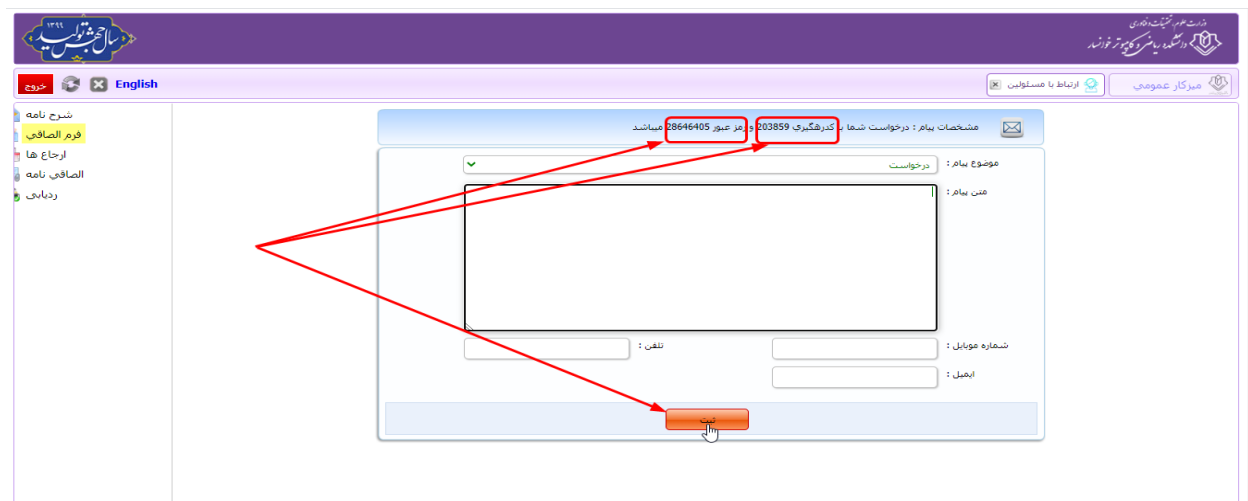 وزارت علوم، تحقیقات و فناوری
دانشکده ریاضی و کامپیوتر خوانسار
۱۳۹۹
سال جهش تولید
میزکار عمومی
ارتباط با مسئولین
English
خروج
شرح نامه
فرم الصاقي
ارجاع ها
الصاقي نامه
ردیابی
مشخصات پیام : درخواست شما با کدرهگیری 203859 و رمز عبور 28646405 میباشد
موضوع پیام : درخواست
متن پیام :
شماره موبایل :
تلفن :
ایمیل :
ثبت